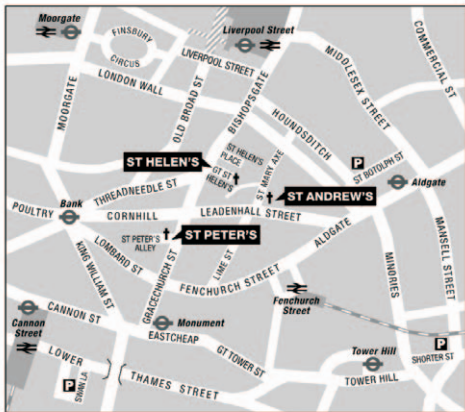 Moorgate
FINSBURY
CIRCUS
Liverpool Street
LIVERPOOL STREET
LONDON WALL
MOORGATE
OLD BROAD ST
BISHOPSGATE
MIDDLESEX STREET
COMMERCIAL ST
HOUNDSDITCH
ST HELEN'S
ST HELEN'S
PLACE
GT ST
HELEN'S
ST MARY AXE
P
ST BOTOLPH ST
Aldgate
THREADNEEDLE ST
ST ANDREW'S
POULTRY
Bank
CORNHILL
LEADENHALL STREET
ST PETER'S
ALLEY
ST PETER'S
LOMBARD ST
KING WILLIAM ST
GRACECHURCH ST
LIME ST
FENCHURCH STREET
ALDGATE
MINORIES
MANSELL STREET
Fenchurch
Street
CANNON ST
Cannon
Street
Monument
EASTCHEAP
GT TOWER ST
Tower Hill
TOWER HILL
P
SHORTER ST
LOWER
THAMES STREET
P
SWAN LA